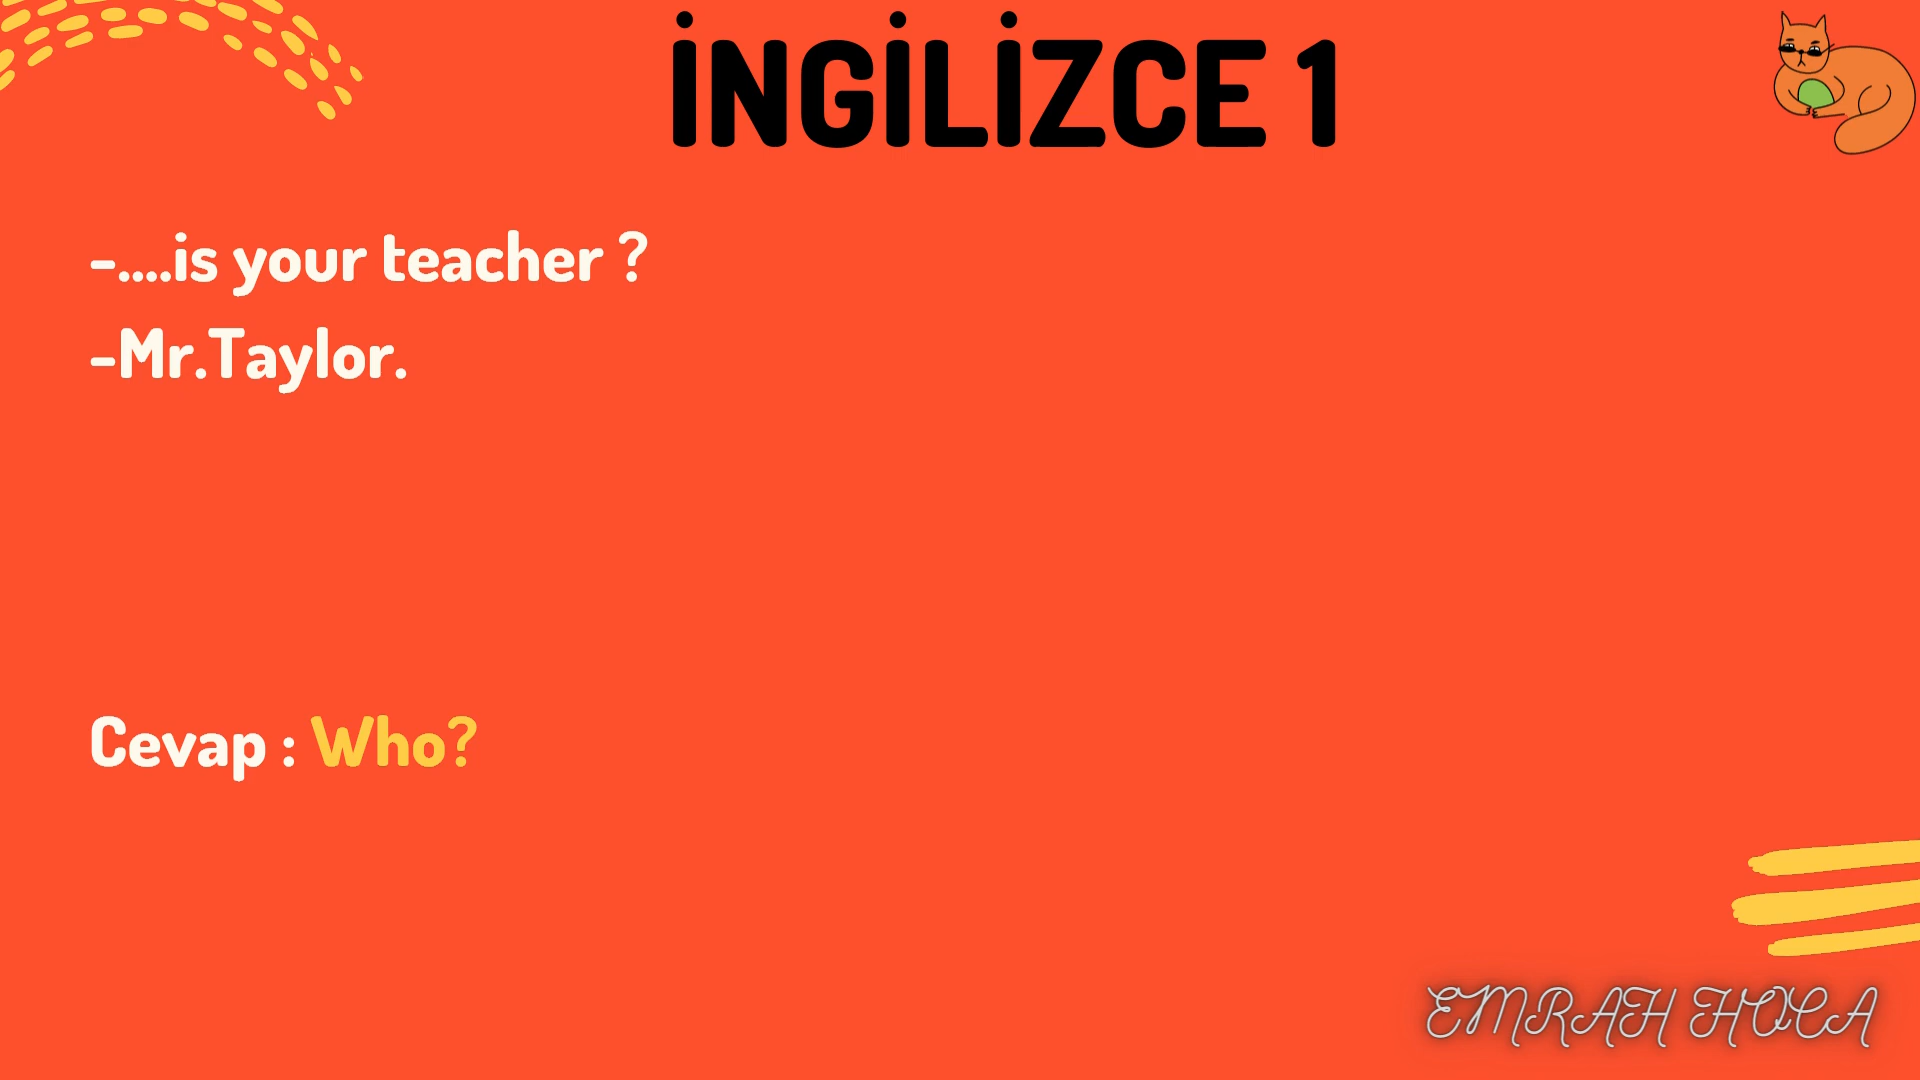 İNGİLİZCE 1
-....is your teacher ?
-Mr.Taylor.
Cevap : Who?
EMRAH HOCA